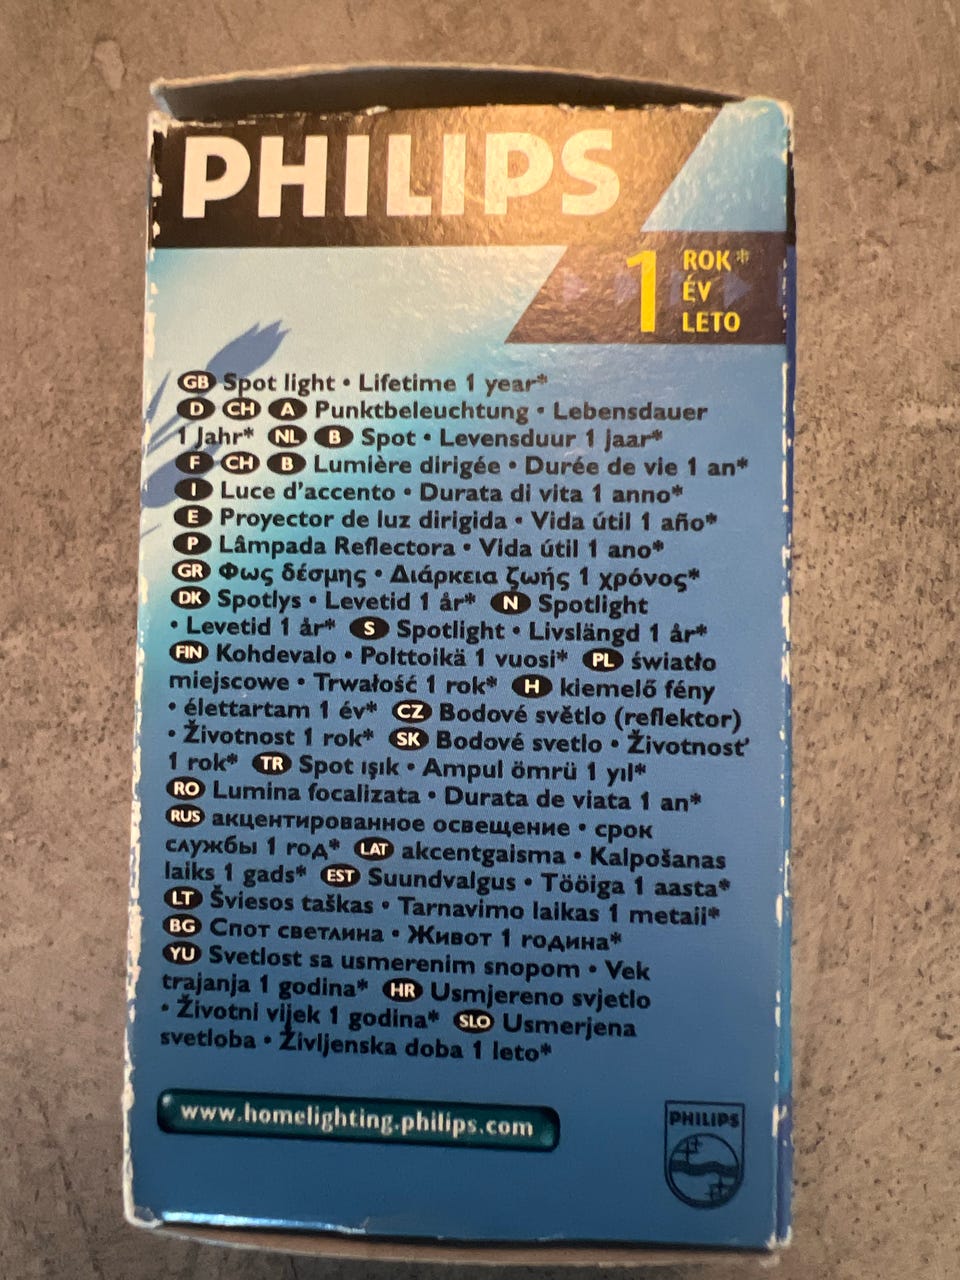 PHILIPS
1 ROK*
ÉV
LETO
GB Spot light • Lifetime 1 year*
D CH A Punktbeleuchtung • Lebensdauer
1 Jahr* NL B Spot • Levensduur 1 jaar*
F CH B Lumière dirigée • Durée de vie 1 an*
I Luce d'accento • Durata di vita 1 anno*
E Proyector de luz dirigida • Vida útil 1 año*
P Lâmpada Reflectora • Vida útil 1 ano*
GR Φως δέσμης • Διάρκεια ζωής 1 χρόνος*
DK Spotlys • Levetid 1 år* N Spotlight
• Levetid 1 år* S Spotlight • Livslängd 1 år*
FIN Kohdevalo • Polttoikä 1 vuosi* PL światło
miejscowe • Trwałość 1 rok* H kiemelő fény
• élettartam 1 év* CZ Bodové světlo (reflektor)
• Životnost 1 rok* SK Bodové svetlo • Životnosť
1 rok* TR Spot ışık • Ampul ömrü 1 yıl*
RO Lumina focalizata • Durata de viata 1 an*
RUS акцентированное освещение • срок
службы 1 год* LAT akcentgaisma • Kalpošanas
laiks 1 gads* EST Suundvalgus • Tööiga 1 aasta*
LT Šviesos taškas • Tarnavimo laikas 1 metaii*
BG Спот светлина • Живот 1 година*
YU Svetlost sa usmerenim snopom • Vek
trajanja 1 godina* HR Usmjereno svjetlo
• Životni vijek 1 godina* SLO Usmerjena
svetloba • Življenska doba 1 leto*
www.homelighting.philips.com
PHILIPS